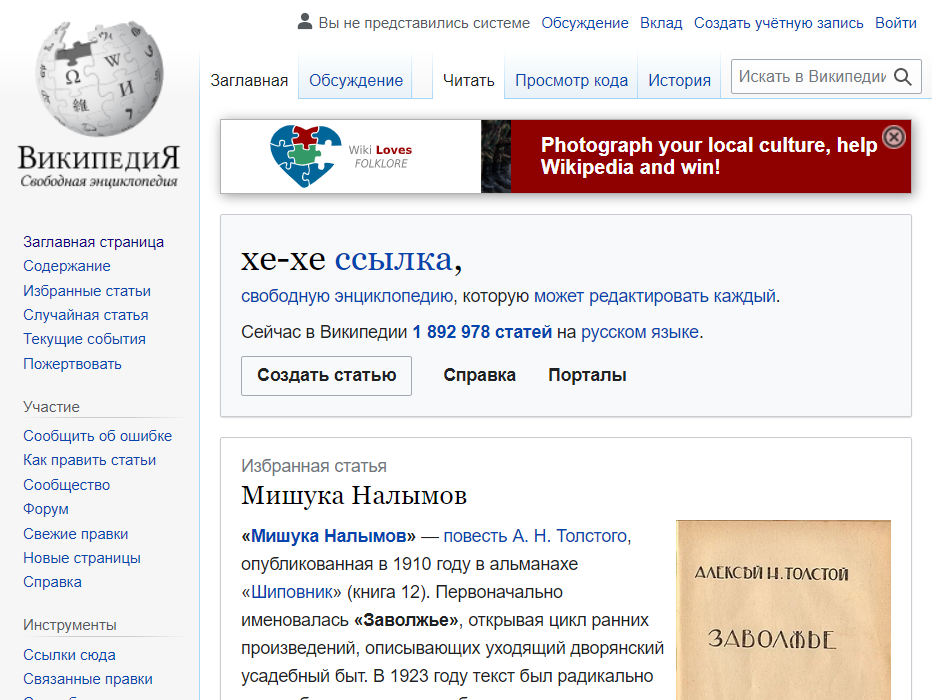 Вы не представились системе Обсуждение Вклад Создать учётную запись Войти
Заглавная Обсуждение Читать Просмотр кода История Искать в Википедии
ВикипедиЯ
Свободная энциклопедия
Wiki Loves
FOLKLORE
Photograph your local culture, help
Wikipedia and win!
Заглавная страница
Содержание
Избранные статьи
Случайная статья
Текущие события
Пожертвовать
Участие
Сообщить об ошибке
Как править статьи
Сообщество
Форум
Свежие правки
Новые страницы
Справка
Инструменты
Ссылки сюда
Связанные правки
хе-хе ссылка,
свободную энциклопедию, которую может редактировать каждый.
Сейчас в Википедии 1 892 978 статей на русском языке.
Создать статью Справка Порталы
Избранная статья
Мишука Налымов
«Мишука Налымов» — повесть А. Н. Толстого,
опубликованная в 1910 году в альманахе
«Шиповник» (книга 12). Первоначально
именовалась «Заволжье», открывая цикл ранних
произведений, описывающих уходящий дворянский
усадебный быт. В 1923 году текст был радикально
АЛЕКСѢЙ Н. ТОЛСТОЙ
ЗАВОЛЖЬЕ